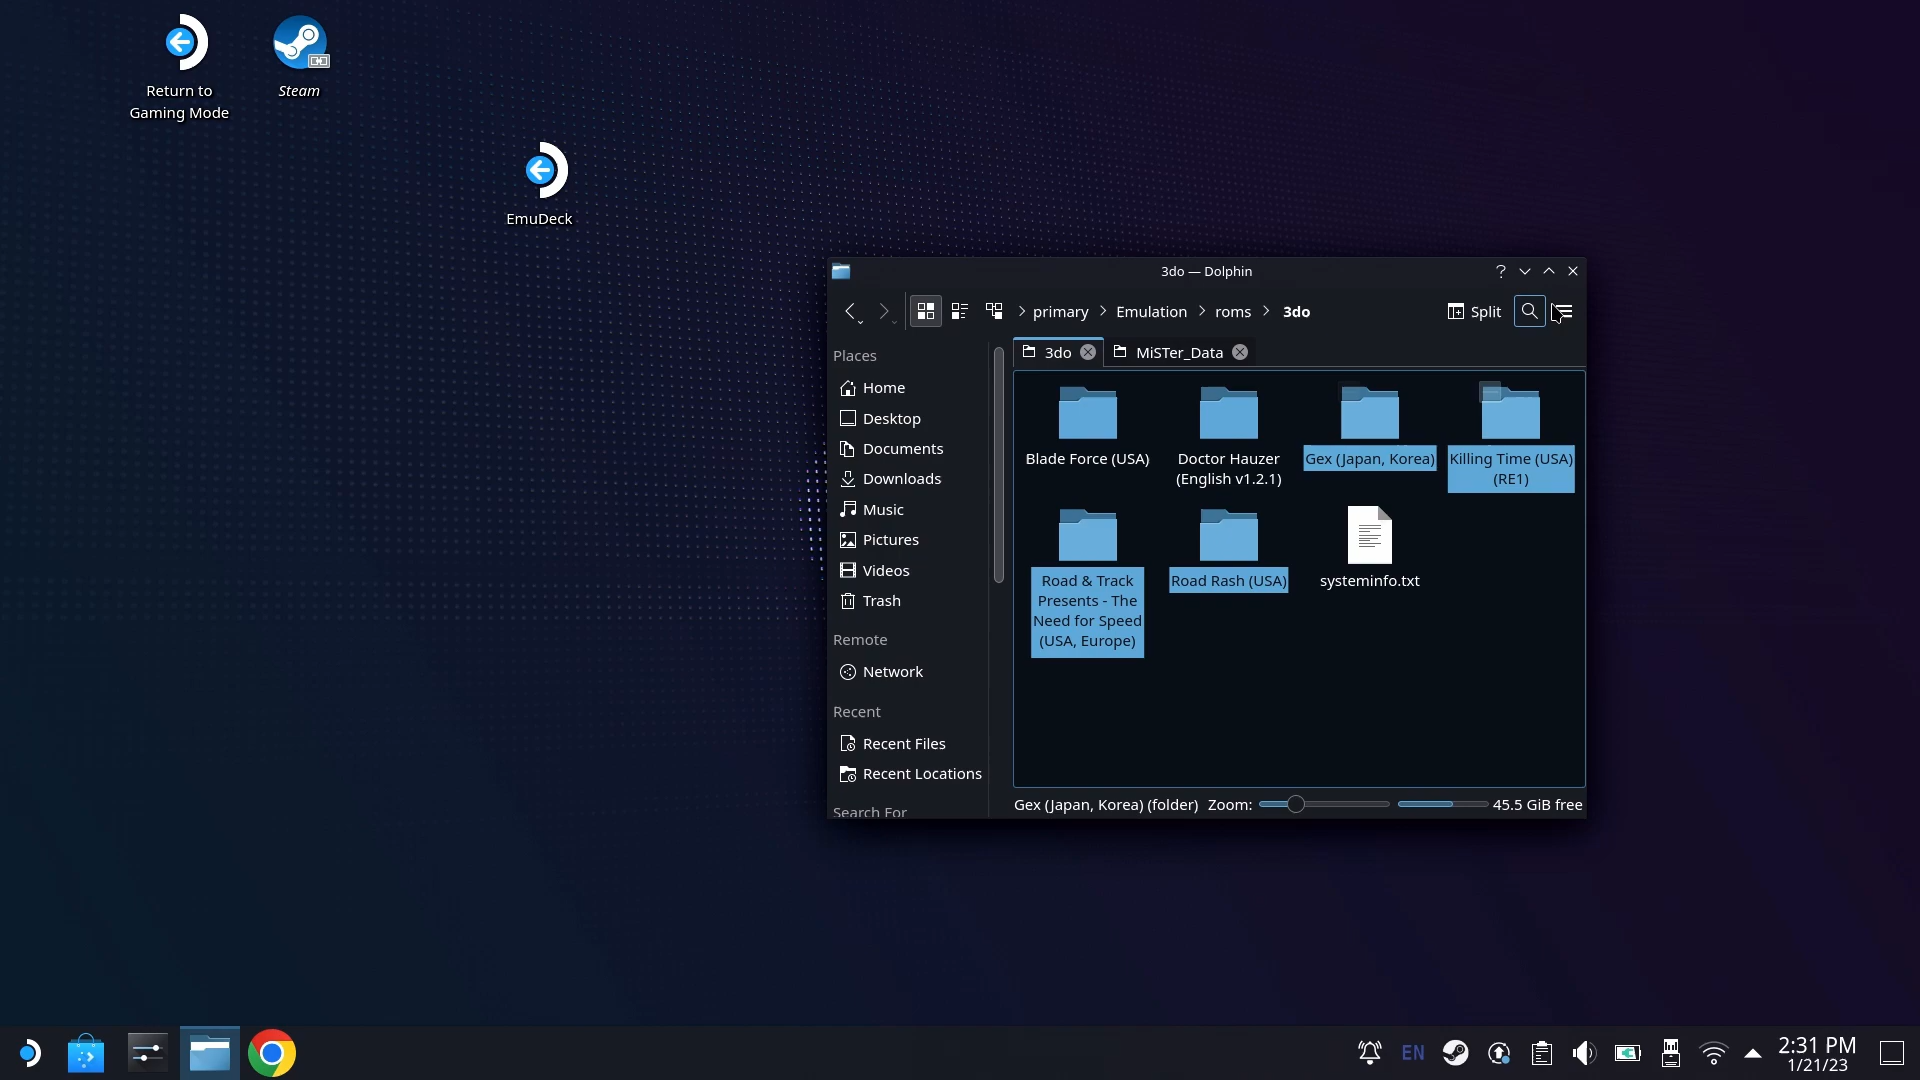 Return to
Gaming Mode
Steam
EmuDeck
3do — Dolphin
primary
Emulation
roms
3do
Split
3do
MiSTer_Data
Places
Home
Desktop
Documents
Downloads
Music
Pictures
Videos
Trash
Remote
Network
Recent
Recent Files
Recent Locations
Search For
Blade Force (USA)
Doctor Hauzer
(English v1.2.1)
Gex (Japan, Korea)
Killing Time (USA)
(RE1)
Road & Track
Presents - The
Need for Speed
(USA, Europe)
Road Rash (USA)
systeminfo.txt
Gex (Japan, Korea) (folder)
Zoom:
45.5 GiB free
EN
2:31 PM
1/21/23